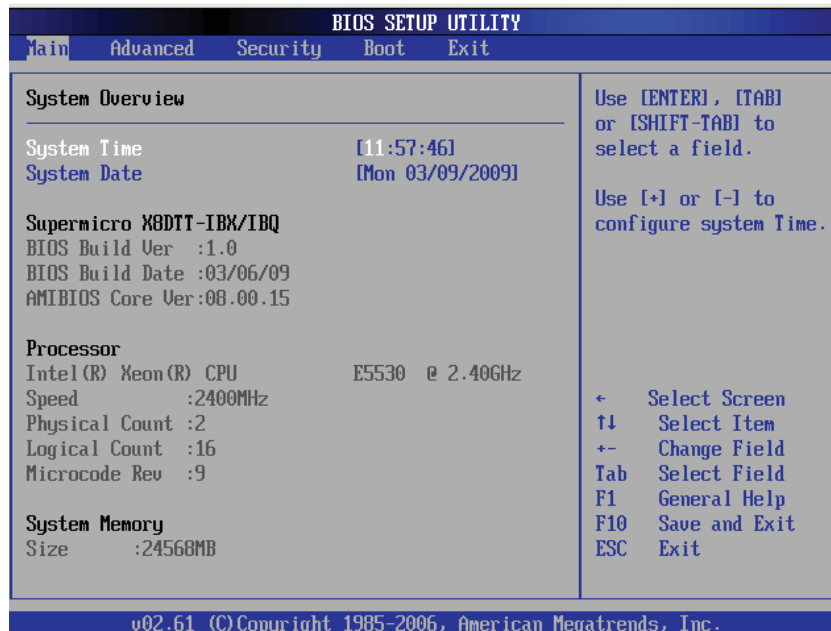 BIOS SETUP UTILITY
Main Advanced Security Boot Exit
System Overview
System Time [11:57:46]
System Date [Mon 03/09/2009]
Supermicro X8DTT-IBX/IBQ
BIOS Build Ver :1.0
BIOS Build Date :03/06/09
AMIBIOS Core Ver:08.00.15
Processor
Intel(R) Xeon(R) CPU E5530 @ 2.40GHz
Speed :2400MHz
Physical Count :2
Logical Count :16
Microcode Rev :9
System Memory
Size :24568MB
Use [ENTER], [TAB]
or [SHIFT-TAB] to
select a field.
Use [+] or [-] to
configure system Time.
← Select Screen
↑↓ Select Item
+- Change Field
Tab Select Field
F1 General Help
F10 Save and Exit
ESC Exit
v02.61 (C)Copyright 1985-2006, American Megatrends, Inc.